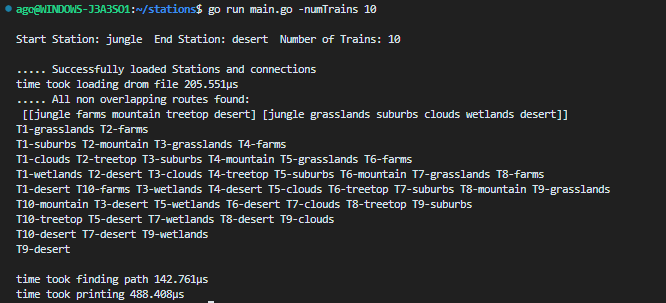 ago@WINDOWS-J3A3SO1:~/stations$ go run main.go -numTrains 10
Start Station: jungle  End Station: desert  Number of Trains: 10
..... Successfully loaded Stations and connections
time took loading drom file 205.551µs
..... All non overlapping routes found:
[[jungle farms mountain treetop desert] [jungle grasslands suburbs clouds wetlands desert]]
T1-grasslands T2-farms
T1-suburbs T2-mountain T3-grasslands T4-farms
T1-clouds T2-treetop T3-suburbs T4-mountain T5-grasslands T6-farms
T1-wetlands T2-desert T3-clouds T4-treetop T5-suburbs T6-mountain T7-grasslands T8-farms
T1-desert T10-farms T3-wetlands T4-desert T5-clouds T6-treetop T7-suburbs T8-mountain T9-grasslands
T10-mountain T3-desert T5-wetlands T6-desert T7-clouds T8-treetop T9-suburbs
T10-treetop T5-desert T7-wetlands T8-desert T9-clouds
T10-desert T7-desert T9-wetlands
T9-desert
time took finding path 142.761µs
time took printing 488.408µs